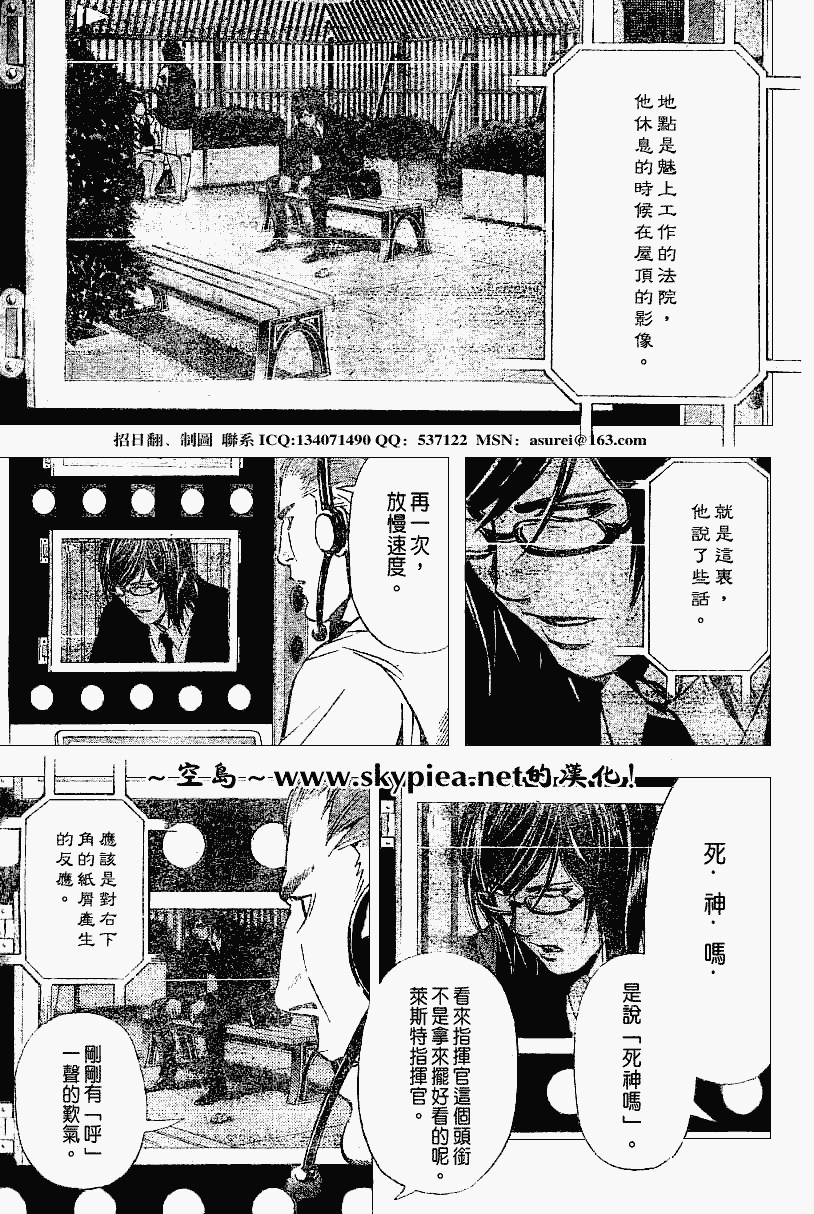 地點是魅上工作的法院，
他休息的時候在屋頂的影像。
招日翻、制圖 聯系 ICQ:134071490 QQ：537122 MSN：asurei@163.com
就是這裏，
他說了些話。
再一次，
放慢速度。
~空島~www.skypiea.net的漢化!
死．神．嗎．
是說「死神嗎」。
看來指揮官這個頭銜
不是拿來擺好看的呢。
萊斯特指揮官。
應該是對右下
角的紙屑產生
的反應。
剛剛有「呼」
一聲的歎氣。